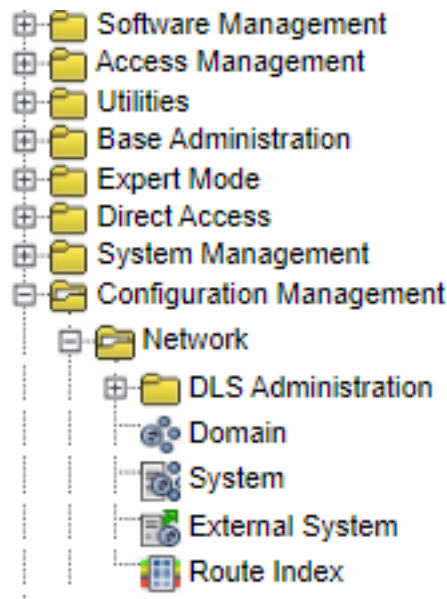 Software Management
Access Management
Utilities
Base Administration
Expert Mode
Direct Access
System Management
Configuration Management
Network
DLS Administration
Domain
System
External System
Route Index